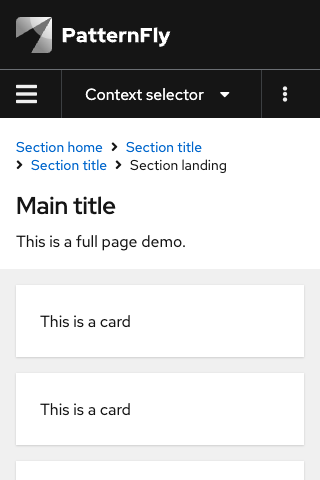 PatternFly
Context selector
Section home Section title
Section title Section landing
Main title
This is a full page demo.
This is a card
This is a card